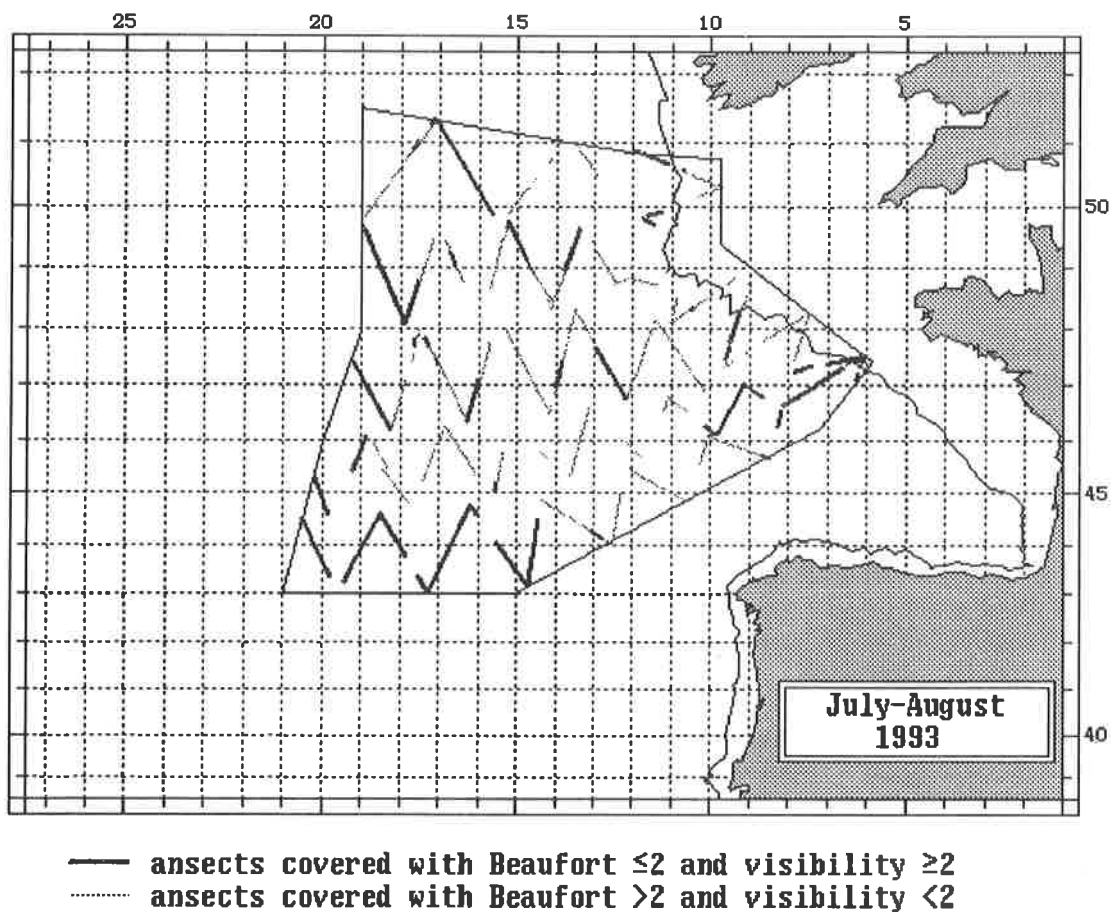 25 20 15 10 5
50
45
July-August
1993
40
ansects covered with Beaufort ≤2 and visibility ≥2
ansects covered with Beaufort >2 and visibility <2